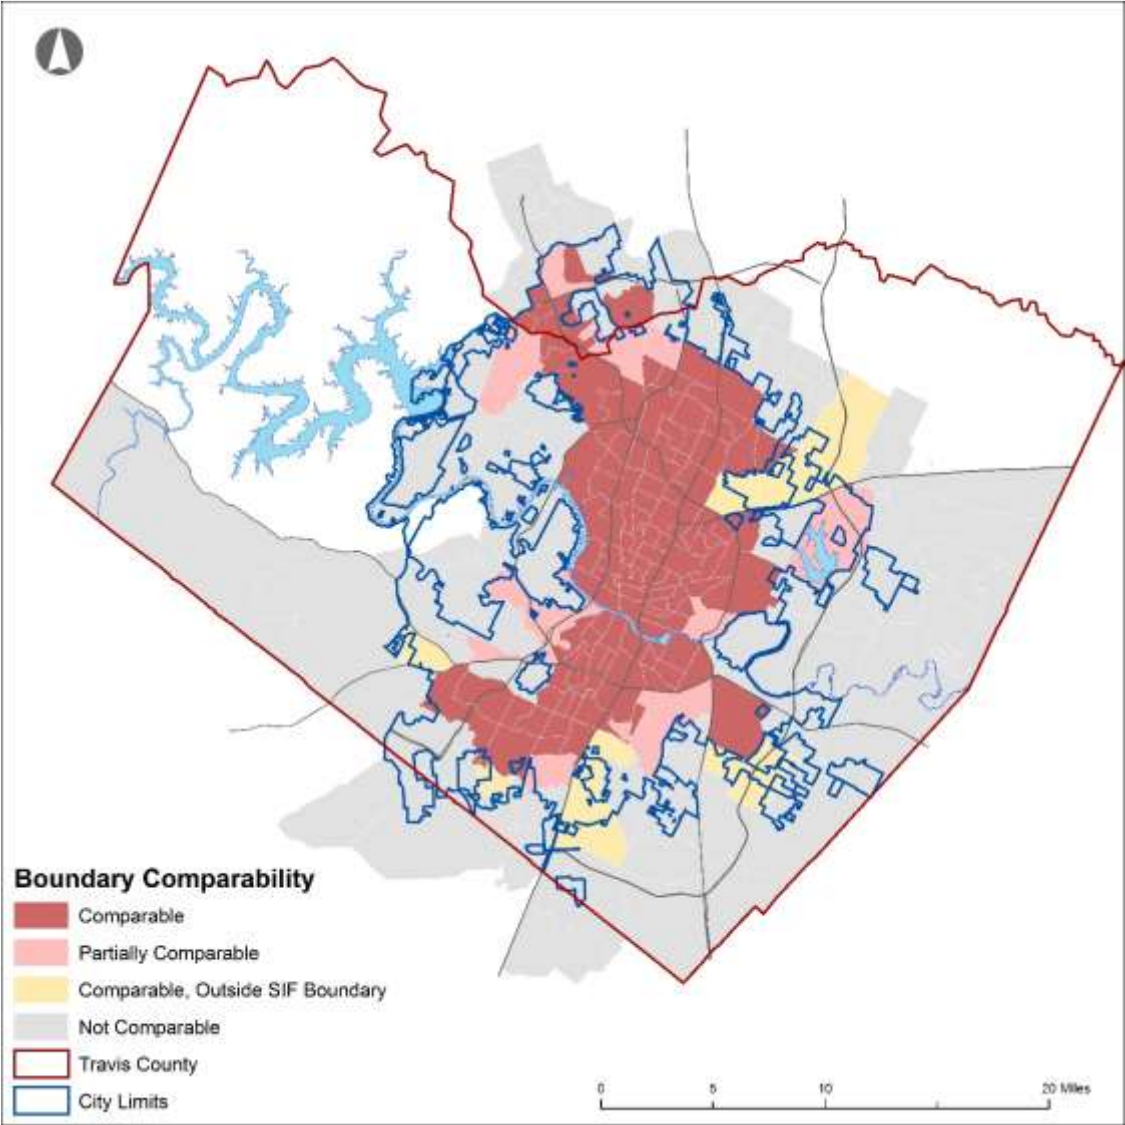 Boundary Comparability
Comparable
Partially Comparable
Comparable, Outside SIF Boundary
Not Comparable
Travis County
City Limits
0 5 10 20 Miles